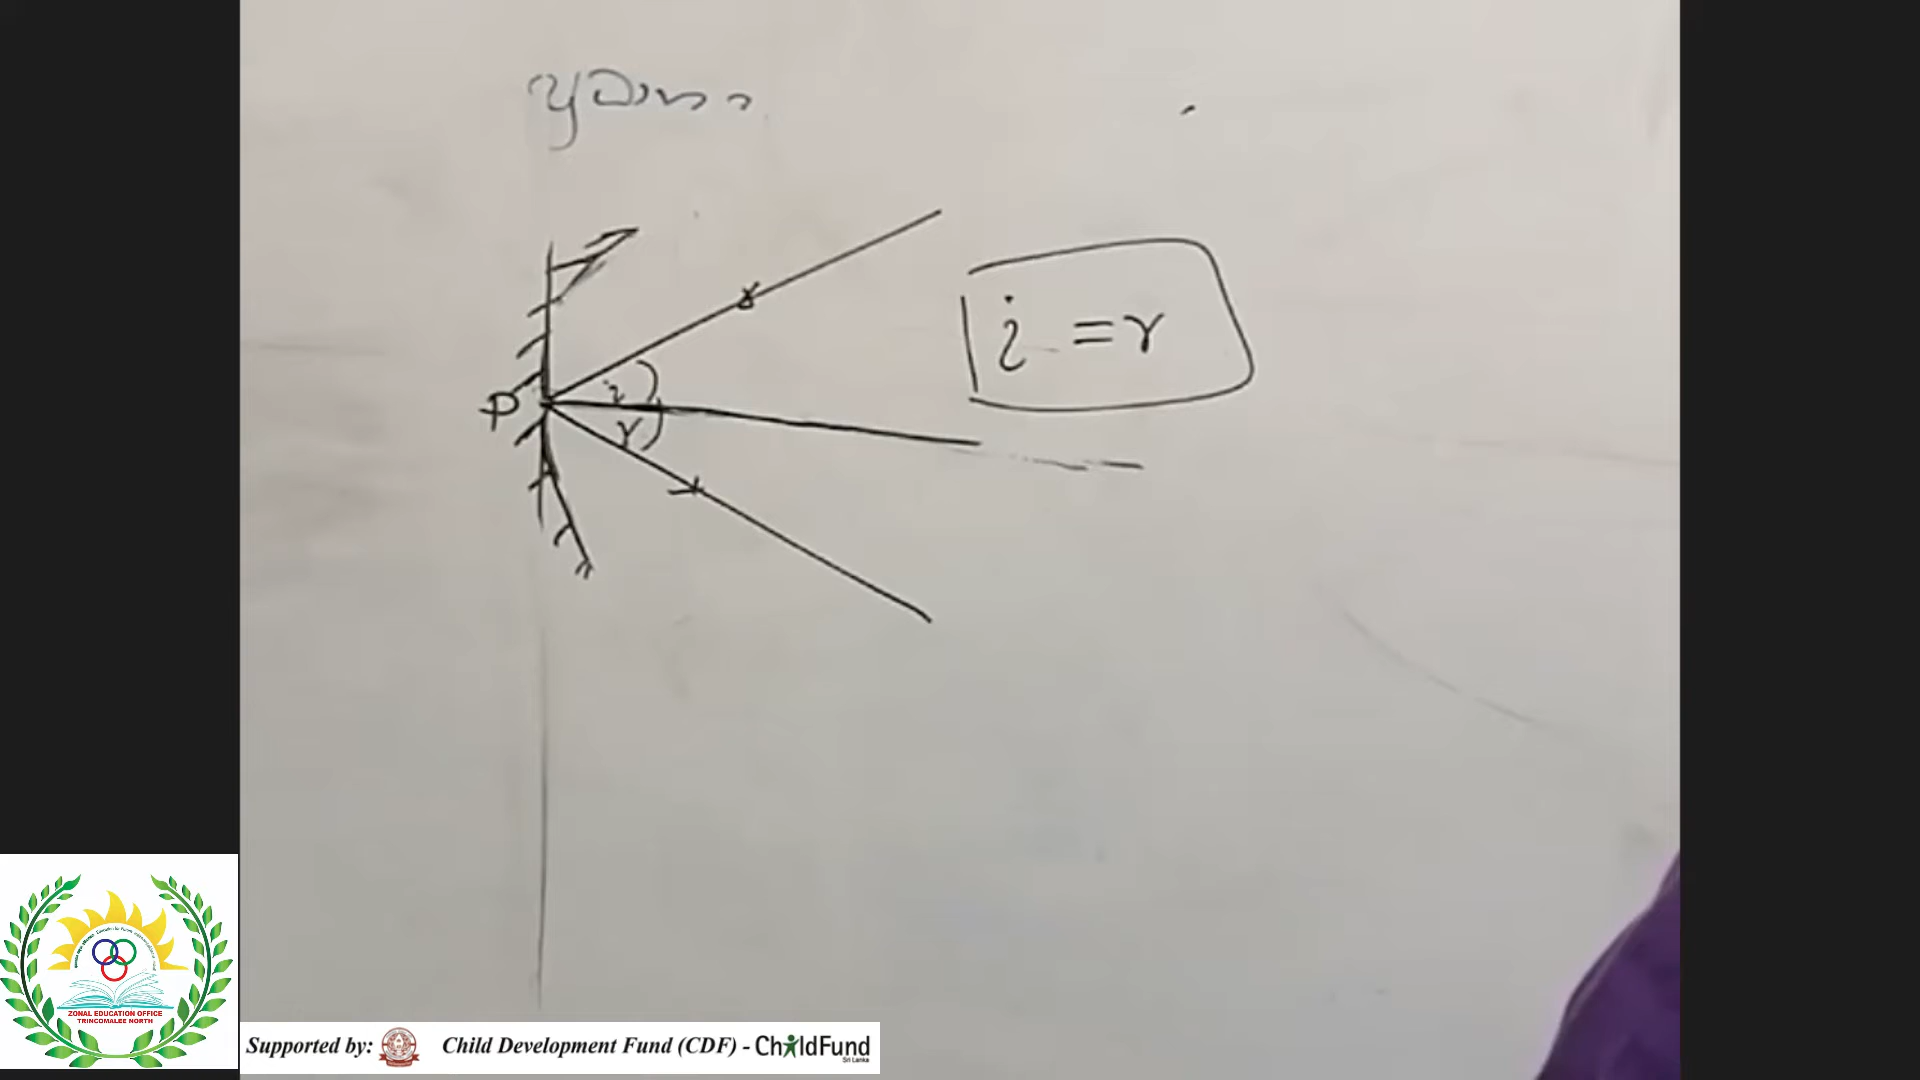 i = r
P
i
r
ZONAL EDUCATION OFFICE
TRINCOMALEE NORTH
Supported by: Child Development Fund (CDF) - ChildFund
Sri Lanka